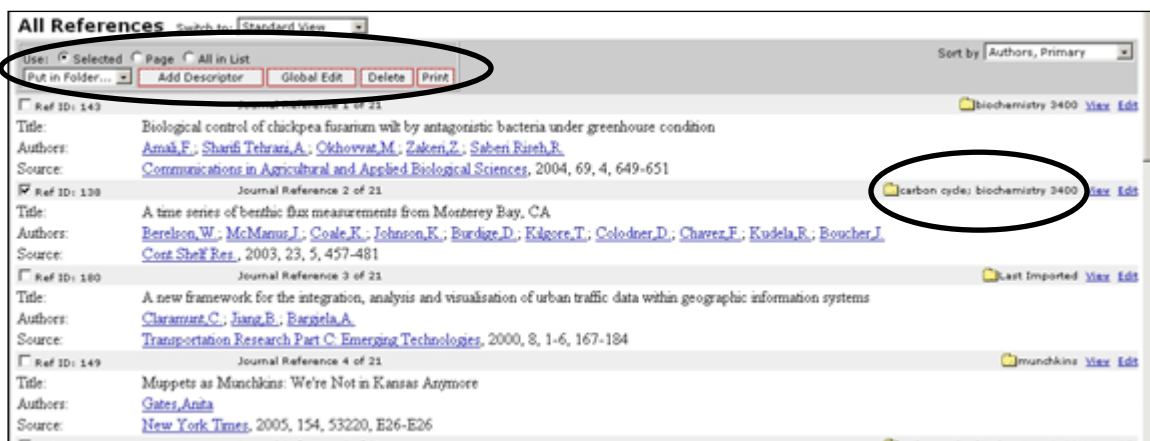 All References Switch to: Standard View
Use: Selected Page All in List Sort by Authors, Primary
Put in Folder... Add Descriptor Global Edit Delete Print
Ref ID: 143 Journal Reference 1 of 21 biochemistry 3400 View Edit
Title: Biological control of chickpea fusarium wilt by antagonistic bacteria under greenhouse condition
Authors: Amali,F.; Sharifi Tehrani,A.; Okhovvat,M.; Zakeri,Z.; Saberi Riseh,R.
Source: Communications in Agricultural and Applied Biological Sciences, 2004, 69, 4, 649-651
Ref ID: 138 Journal Reference 2 of 21 carbon cycle; biochemistry 3400 View Edit
Title: A time series of benthic flux measurements from Monterey Bay, CA
Authors: Berelson,W.; McManus,J.; Coale,K.; Johnson,K.; Burdige,D.; Kilgore,T.; Colodner,D.; Chavez,F.; Kudela,R.; Boucher,J.
Source: Cont.Shelf Res., 2003, 23, 5, 457-481
Ref ID: 180 Journal Reference 3 of 21 Last Imported View Edit
Title: A new framework for the integration, analysis and visualisation of urban traffic data within geographic information systems
Authors: Claramunt,C.; Jiang,B.; Bargiela,A.
Source: Transportation Research Part C: Emerging Technologies, 2000, 8, 1-6, 167-184
Ref ID: 149 Journal Reference 4 of 21 munchkins View Edit
Title: Muppets as Munchkins: We're Not in Kansas Anymore
Authors: Gates,Anita
Source: New York Times, 2005, 154, 53220, E26-E26